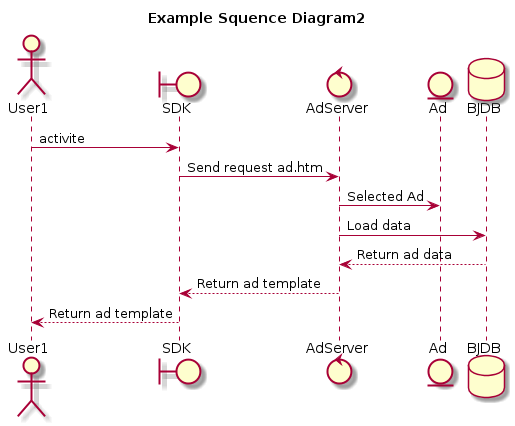 Example Squence Diagram2
User1 SDK AdServer Ad BJDB
activite
Send request ad.htm
Selected Ad
Load data
Return ad data
Return ad template
Return ad template
User1 SDK AdServer Ad BJDB